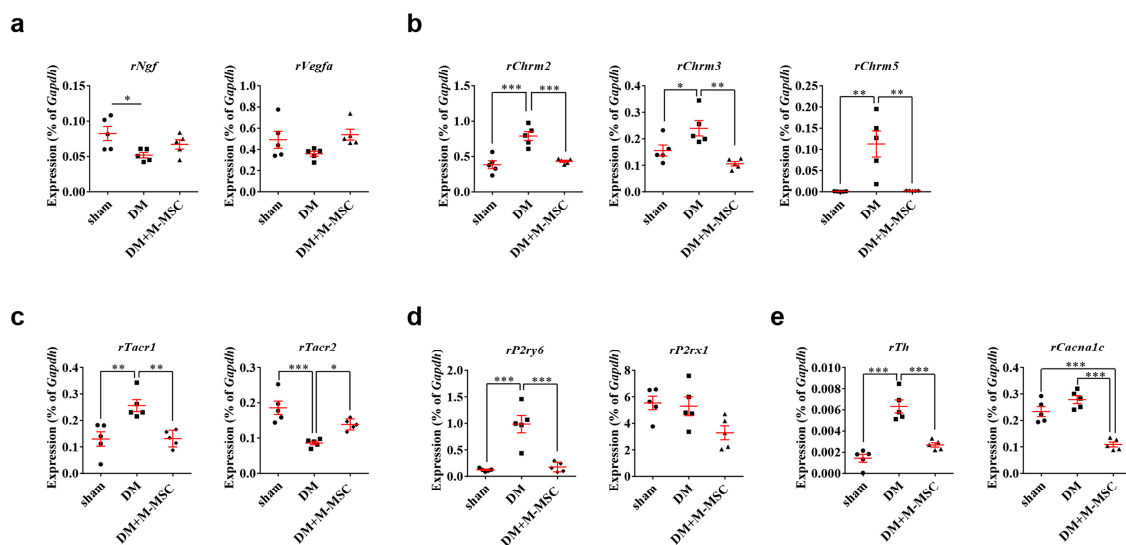 a
rNgf
Expression (% of Gapdh)
0.15
0.10
0.05
0.00
*
sham
DM
DM+M-MSC
rVegfa
Expression (% of Gapdh)
1.0
0.8
0.6
0.4
0.2
0.0
sham
DM
DM+M-MSC
b
rChrm2
Expression (% of Gapdh)
1.5
1.0
0.5
0.0
***
***
sham
DM
DM+M-MSC
rChrm3
Expression (% of Gapdh)
0.4
0.3
0.2
0.1
0.0
*
**
sham
DM
DM+M-MSC
rChrm5
Expression (% of Gapdh)
0.25
0.20
0.15
0.10
0.05
0.00
**
**
sham
DM
DM+M-MSC
c
rTacr1
Expression (% of Gapdh)
0.4
0.3
0.2
0.1
0.0
**
**
sham
DM
DM+M-MSC
rTacr2
Expression (% of Gapdh)
0.3
0.2
0.1
0.0
***
*
sham
DM
DM+M-MSC
d
rP2ry6
Expression (% of Gapdh)
2.0
1.5
1.0
0.5
0.0
***
***
sham
DM
DM+M-MSC
rP2rx1
Expression (% of Gapdh)
10.0
8.0
6.0
4.0
2.0
0.0
sham
DM
DM+M-MSC
e
rTh
Expression (% of Gapdh)
0.010
0.008
0.006
0.004
0.002
0.000
***
***
sham
DM
DM+M-MSC
rCacna1c
Expression (% of Gapdh)
0.4
0.3
0.2
0.1
0.0
***
***
sham
DM
DM+M-MSC